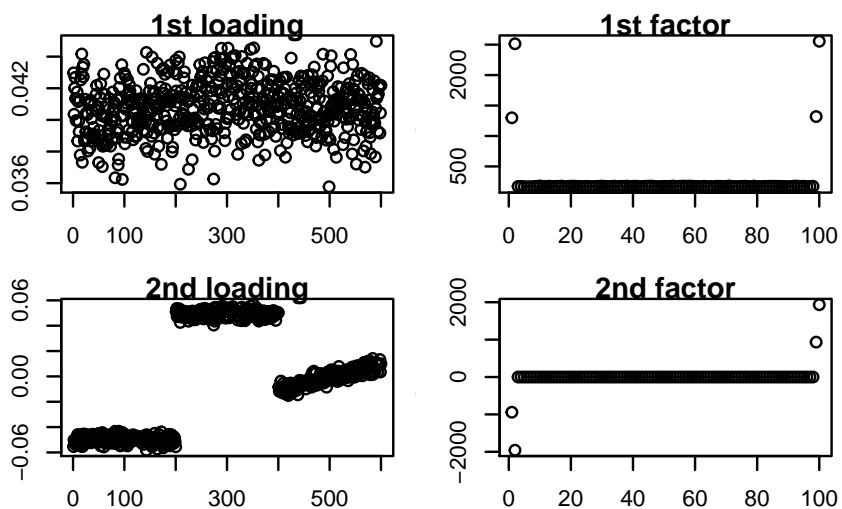 1st loading
0.036 0.042
0 100 300 500
1st factor
500 2000
0 20 40 60 80 100
2nd loading
−0.06 0.00 0.06
0 100 300 500
2nd factor
−2000 0 2000
0 20 40 60 80 100